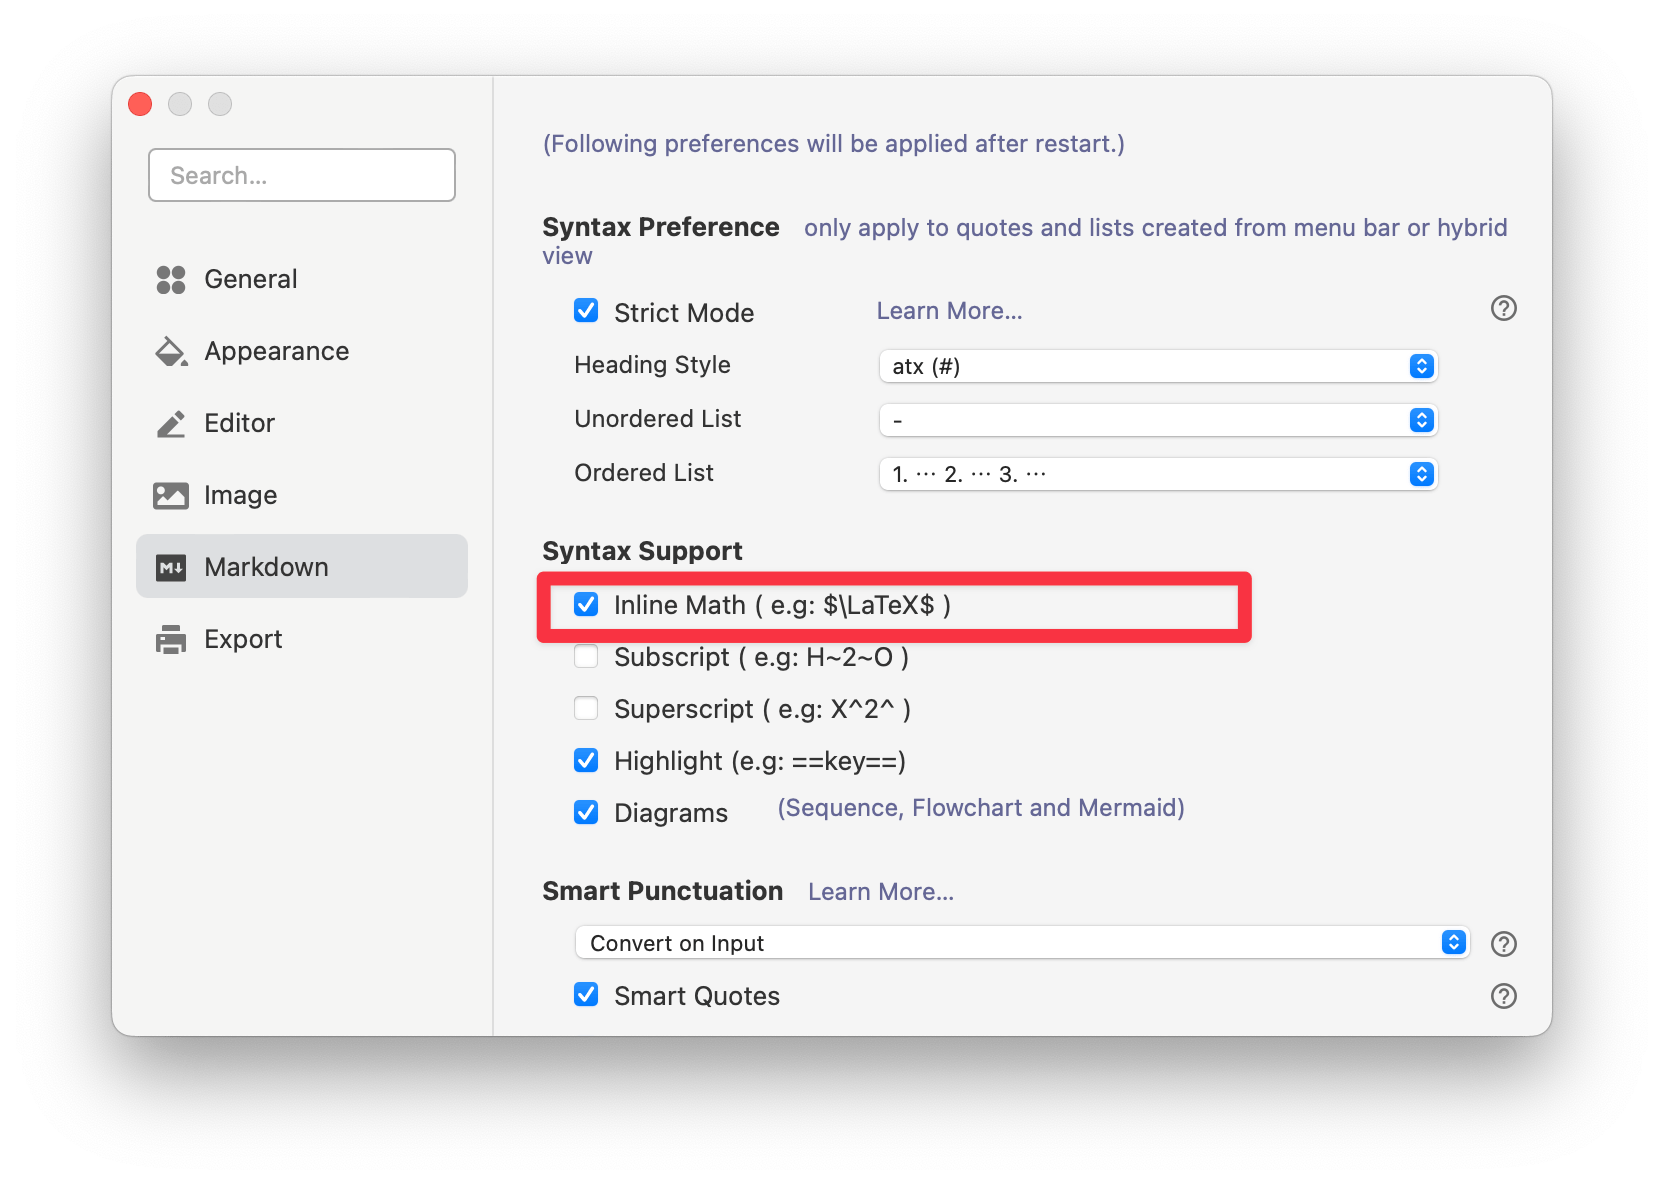 Search...
General
Appearance
Editor
Image
Markdown
Export
(Following preferences will be applied after restart.)
Syntax Preference only apply to quotes and lists created from menu bar or hybrid
view
Strict Mode Learn More...
Heading Style atx (#)
Unordered List -
Ordered List 1. ··· 2. ··· 3. ···
Syntax Support
Inline Math ( e.g: $\LaTeX$ )
Subscript ( e.g: H~2~O )
Superscript ( e.g: X^2^ )
Highlight (e.g: ==key==)
Diagrams (Sequence, Flowchart and Mermaid)
Smart Punctuation Learn More...
Convert on Input
Smart Quotes